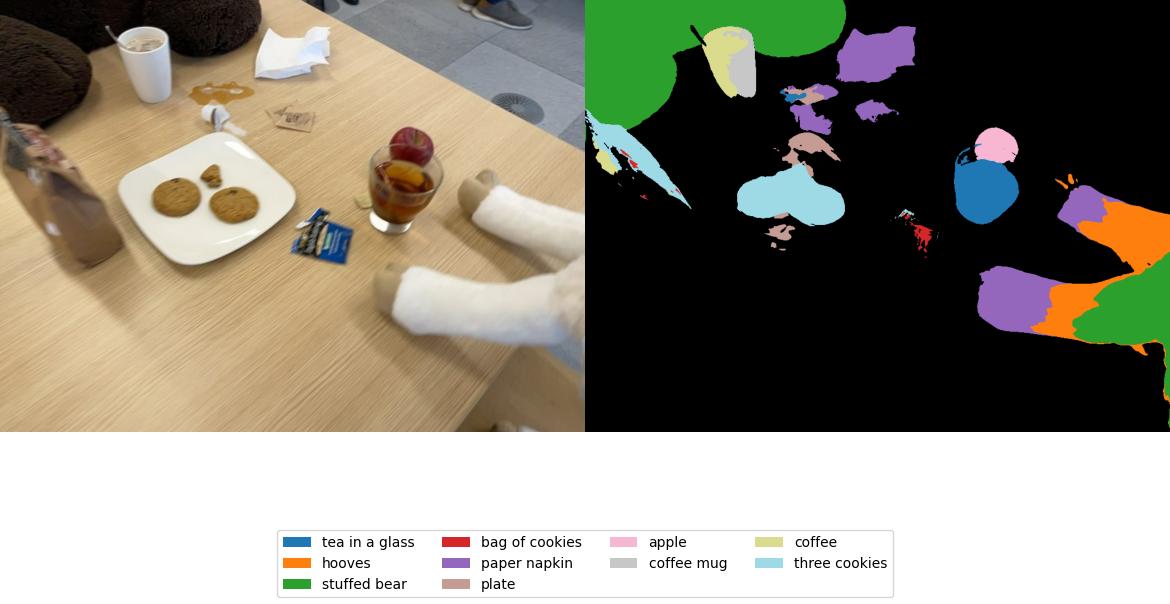 tea in a glass
hooves
stuffed bear
bag of cookies
paper napkin
plate
apple
coffee mug
coffee
three cookies